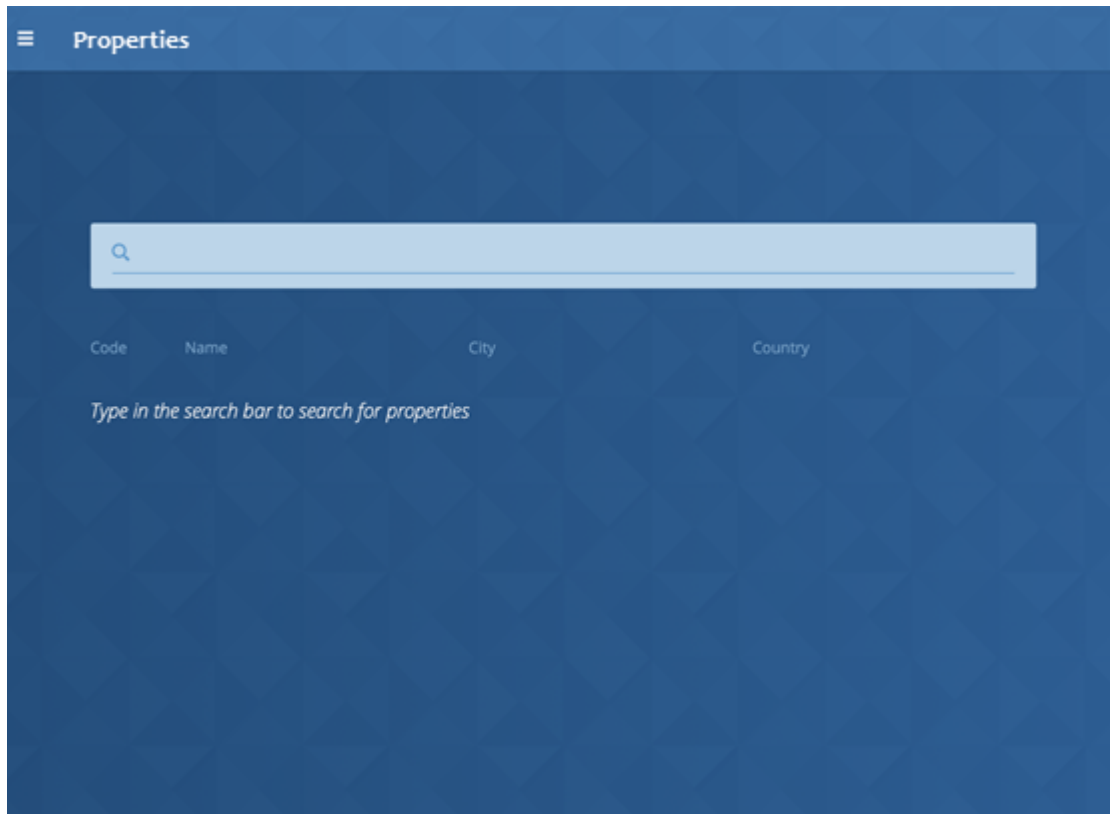 Properties
Code Name City Country
Type in the search bar to search for properties